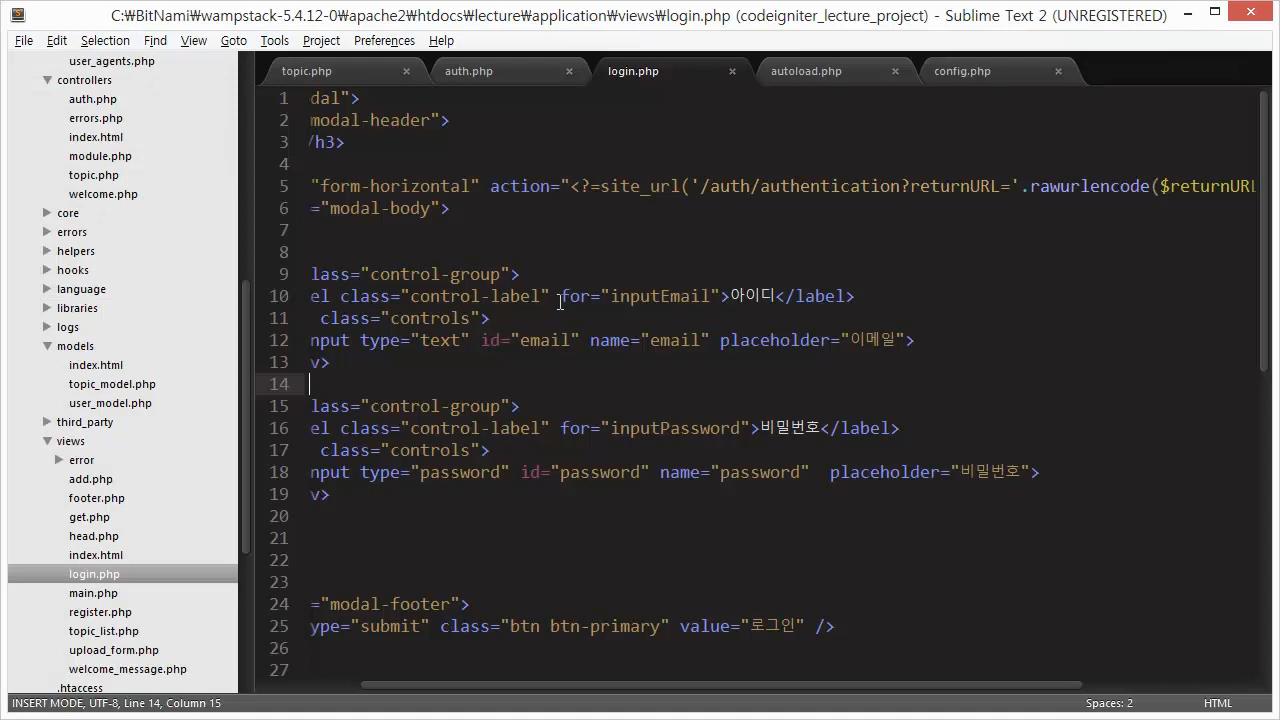 C:₩BitNami₩wampstack-5.4.12-0₩apache2₩htdocs₩lecture₩application₩views₩login.php (codeigniter_lecture_project) - Sublime Text 2 (UNREGISTERED)
File Edit Selection Find View Goto Tools Project Preferences Help
user_agents.php
controllers
auth.php
errors.php
index.html
module.php
topic.php
welcome.php
core
errors
helpers
hooks
language
libraries
logs
models
index.html
topic_model.php
user_model.php
third_party
views
error
add.php
footer.php
get.php
head.php
index.html
login.php
main.php
register.php
topic_list.php
upload_form.php
welcome_message.php
.htaccess
topic.php × auth.php × login.php × autoload.php × config.php ×
1 dal">
2 modal-header">
3 /h3>
4
5 "form-horizontal" action="<?=site_url('/auth/authentication?returnURL='.rawurlencode($returnURL
6 ="modal-body">
7
8
9 lass="control-group">
10 el class="control-label" for="inputEmail">아이디</label>
11 class="controls">
12 nput type="text" id="email" name="email" placeholder="이메일">
13 v>
14
15 lass="control-group">
16 el class="control-label" for="inputPassword">비밀번호</label>
17 class="controls">
18 nput type="password" id="password" name="password"  placeholder="비밀번호">
19 v>
20
21
22
23
24 ="modal-footer">
25 ype="submit" class="btn btn-primary" value="로그인" />
26
27
INSERT MODE, UTF-8, Line 14, Column 15 Spaces: 2 HTML